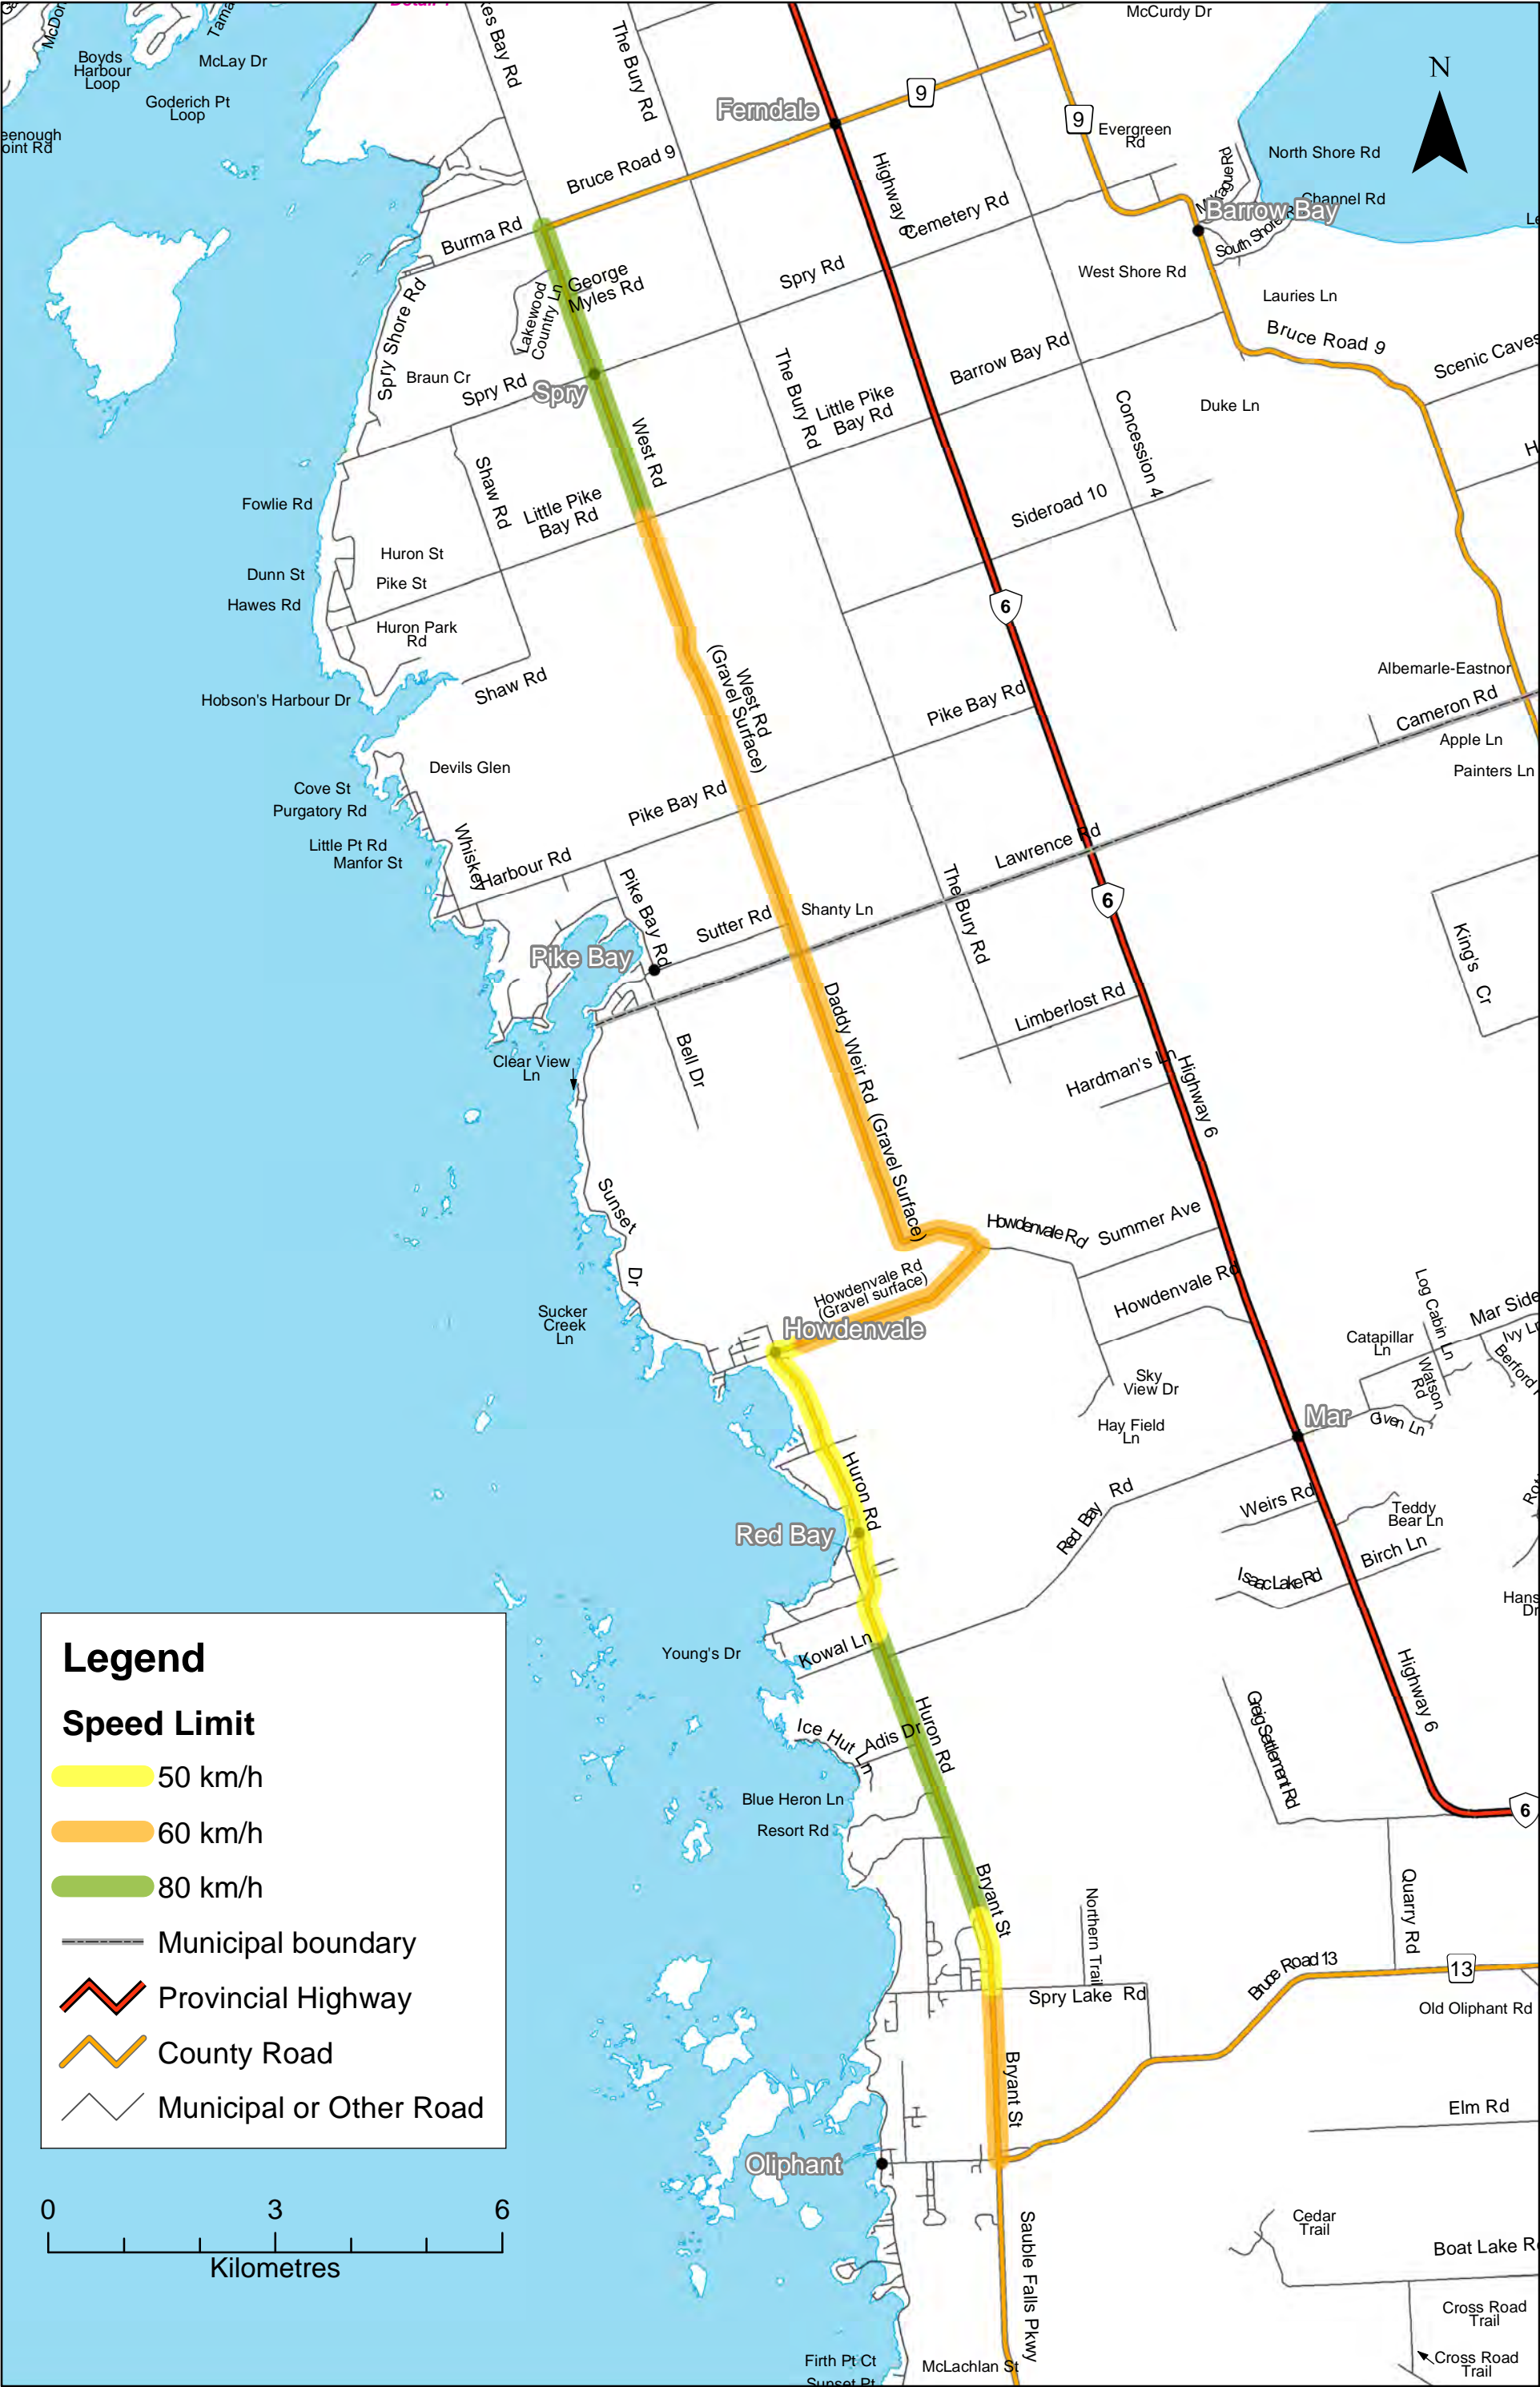 McCurdy Dr
McLay Dr
Boyds
Harbour
Loop
Goderich Pt
Loop
The Bury Rd
N
9
Ferndale
9
Evergreen
Rd
North Shore Rd
Bruce Road 9
Highway 6
Cemetery Rd
Channel Rd
Barrow Bay
South Shore R
Burma Rd
George
Myles Rd
Lakewood
Country Ln
Spry Rd
West Shore Rd
Lauries Ln
Bruce Road 9
Scenic Caves
Spry Shore Rd
Braun Cr
Spry Rd
Spry
The Bury Rd
Little Pike
Bay Rd
Barrow Bay Rd
Duke Ln
Concession 4
West Rd
Shaw Rd
Little Pike
Bay Rd
Sideroad 10
Fowlie Rd
Huron St
Dunn St
Pike St
Hawes Rd
Huron Park
Rd
6
Shaw Rd
Hobson's Harbour Dr
West Rd
(Gravel Surface)
Pike Bay Rd
Albemarle-Eastnor
Cameron Rd
Apple Ln
Painters Ln
Devils Glen
Cove St
Purgatory Rd
Pike Bay Rd
Little Pt Rd
Manfor St
Whiskey
Harbour Rd
Lawrence Rd
Pike Bay Rd
Sutter Rd
Shanty Ln
The Bury Rd
6
King's Cr
Pike Bay
Daddy Weir Rd (Gravel Surface)
Limberlost Rd
Bell Dr
Clear View
Ln
Hardman's Ln
Highway 6
Sunset Dr
Howdenvale Rd
Summer Ave
Howdenvale Rd
(Gravel surface)
Howdenvale Rd
Sucker
Creek
Ln
Howdenvale
Log Cabin Ln
Mar Side
Ivy Ln
Berford
Catapillar
Ln
Watson
Rd
Sky
View Dr
Given Ln
Mar
Hay Field
Ln
Huron Rd
Red Bay Rd
Weirs Rd
Teddy
Bear Ln
Red Bay
Birch Ln
Isaac Lake Rd
Hans
Dr
Kowal Ln
Young's Dr
Highway 6
Huron Rd
Greig Settlement Rd
Ice Hut Ln
Adis Dr
Blue Heron Ln
Resort Rd
6
Bryant St
Northern Trail
Quarry Rd
Bruce Road 13
13
Spry Lake Rd
Old Oliphant Rd
Bryant St
Elm Rd
Oliphant
Cedar
Trail
Sauble Falls Pkwy
Boat Lake R
Cross Road
Trail
Cross Road
Trail
Firth Pt Ct
McLachlan St
Sunset Pt
Legend
Speed Limit
50 km/h
60 km/h
80 km/h
Municipal boundary
Provincial Highway
County Road
Municipal or Other Road
0 3 6
Kilometres